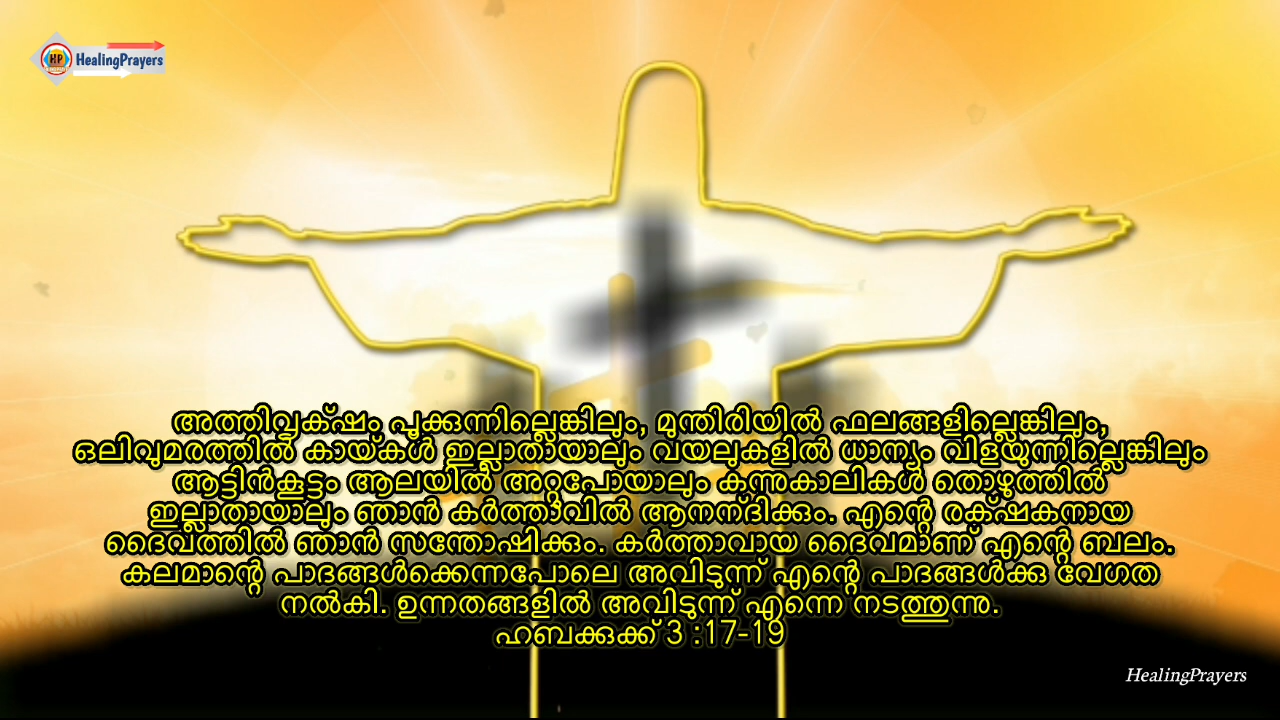 HP HealingPrayers
അത്തിവൃക്ഷം പൂക്കുന്നില്ലെങ്കിലും, മുന്തിരിയിൽ ഫലങ്ങളില്ലെങ്കിലും,
ഒലിവുമരത്തിൽ കായ്കൾ ഇല്ലാതായാലും വയലുകളിൽ ധാന്യം വിളയുന്നില്ലെങ്കിലും
ആട്ടിൻകൂട്ടം ആലയിൽ അറ്റുപോയാലും കന്നുകാലികൾ തൊഴുത്തിൽ
ഇല്ലാതായാലും ഞാൻ കർത്താവിൽ ആനന്ദിക്കും. എന്റെ രക്ഷകനായ
ദൈവത്തിൽ ഞാൻ സന്തോഷിക്കും. കർത്താവായ ദൈവമാണ് എന്റെ ബലം.
കലമാന്റെ പാദങ്ങൾക്കെന്നപോലെ അവിടുന്ന് എന്റെ പാദങ്ങൾക്കു വേഗത
നൽകി. ഉന്നതങ്ങളിൽ അവിടുന്ന് എന്നെ നടത്തുന്നു.
ഹബക്കുക്ക് 3 :17-19
HealingPrayers